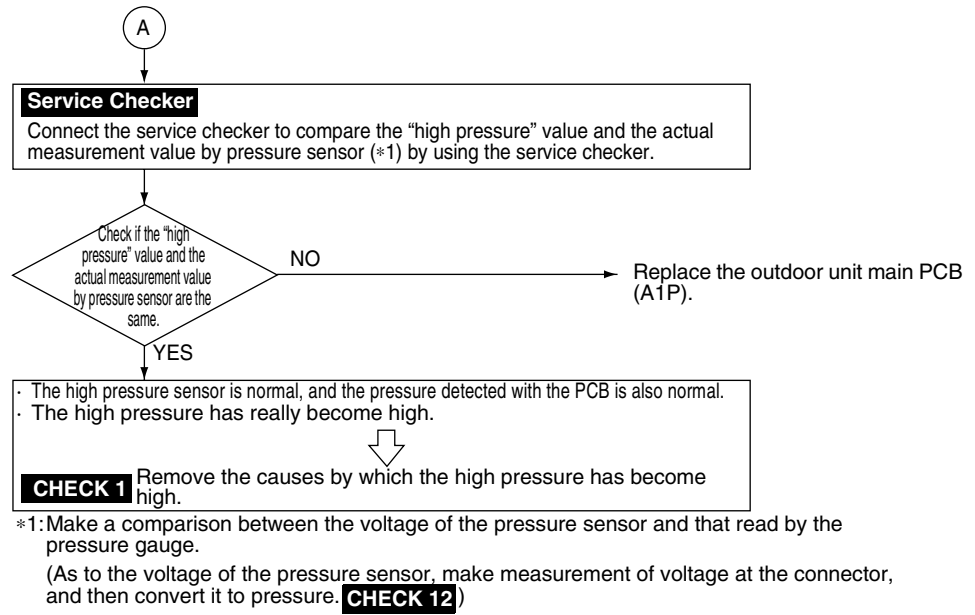 A
Service Checker
Connect the service checker to compare the “high pressure” value and the actual
measurement value by pressure sensor (*1) by using the service checker.
Check if the “high
pressure” value and the
actual measurement value
by pressure sensor are the
same.
NO
Replace the outdoor unit main PCB
(A1P).
YES
· The high pressure sensor is normal, and the pressure detected with the PCB is also normal.
· The high pressure has really become high.
CHECK 1 Remove the causes by which the high pressure has become
high.
*1: Make a comparison between the voltage of the pressure sensor and that read by the
pressure gauge.
(As to the voltage of the pressure sensor, make measurement of voltage at the connector,
and then convert it to pressure. CHECK 12)